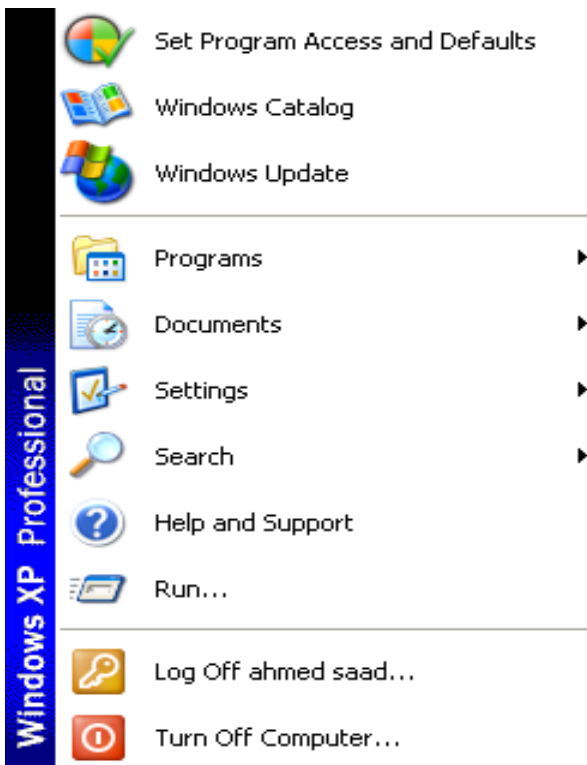 Set Program Access and Defaults
Windows Catalog
Windows Update
Programs
Documents
Settings
Search
Help and Support
Run...
Log Off ahmed saad...
Turn Off Computer...
Windows XP Professional